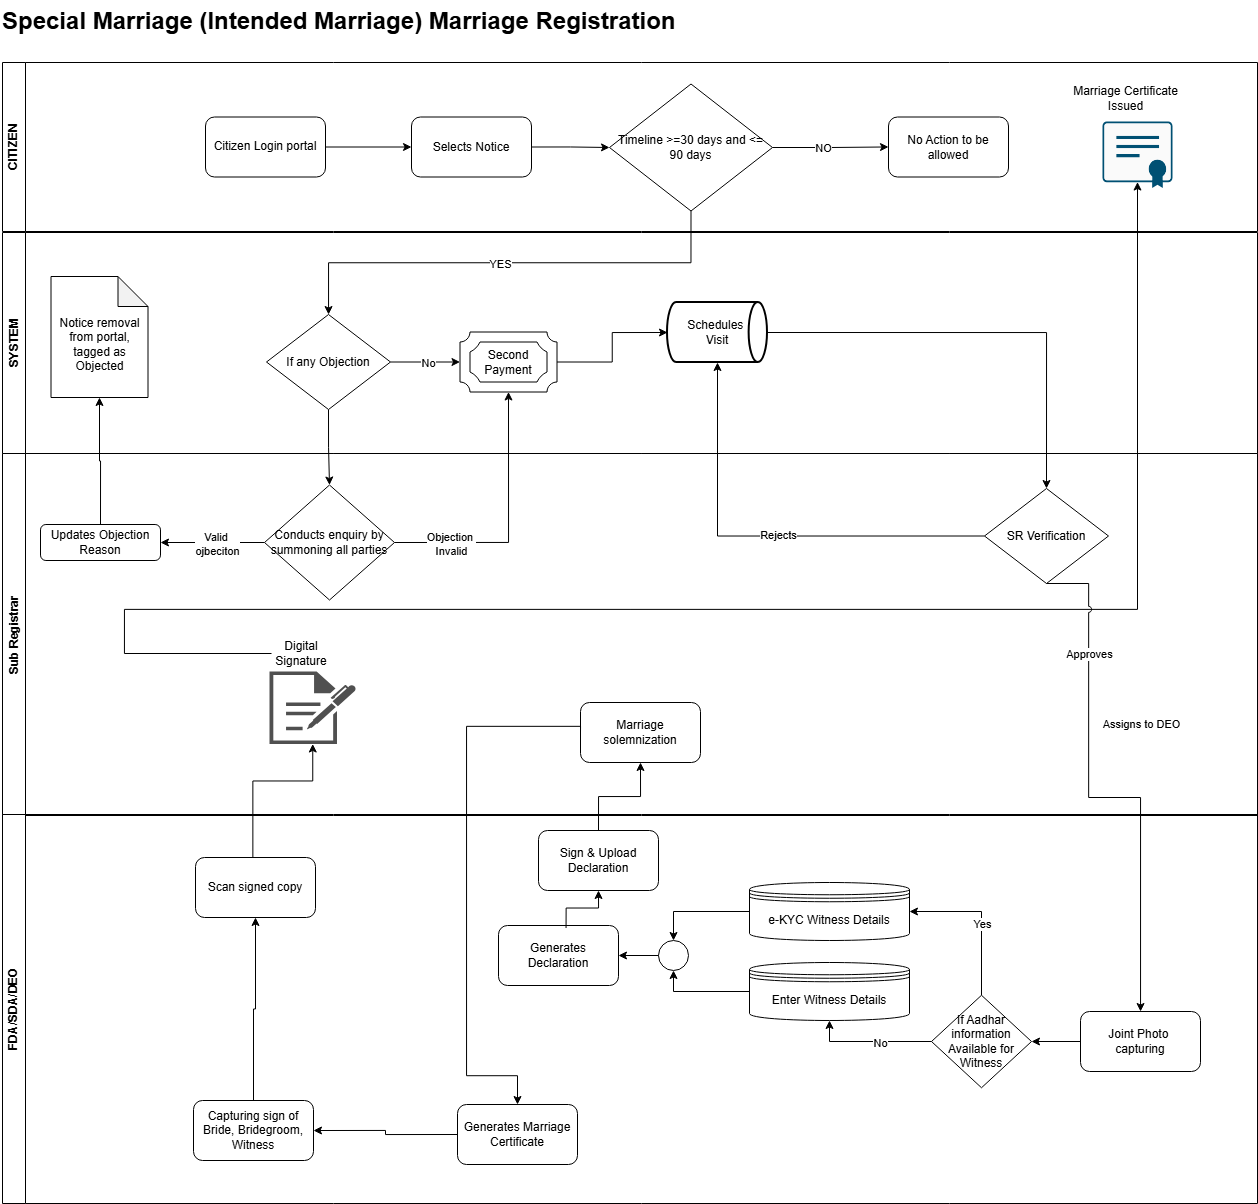 Special Marriage (Intended Marriage) Marriage Registration
CITIZEN
Citizen Login portal
Selects Notice
Timeline >=30 days and <=
90 days
NO
No Action to be
allowed
Marriage Certificate
Issued
SYSTEM
YES
Notice removal
from portal,
tagged as
Objected
If any Objection
No
Second
Payment
Schedules
Visit
Sub Registrar
Updates Objection
Reason
Valid
ojbeciton
Conducts enquiry by
summoning all parties
Objection
Invalid
Rejects
SR Verification
Digital
Signature
Approves
Marriage
solemnization
Assigns to DEO
FDA/SDA/DEO
Scan signed copy
Sign & Upload
Declaration
Generates
Declaration
e-KYC Witness Details
Yes
Enter Witness Details
No
If Aadhar
information
Available for
Witness
Joint Photo
capturing
Capturing sign of
Bride, Bridegroom,
Witness
Generates Marriage
Certificate